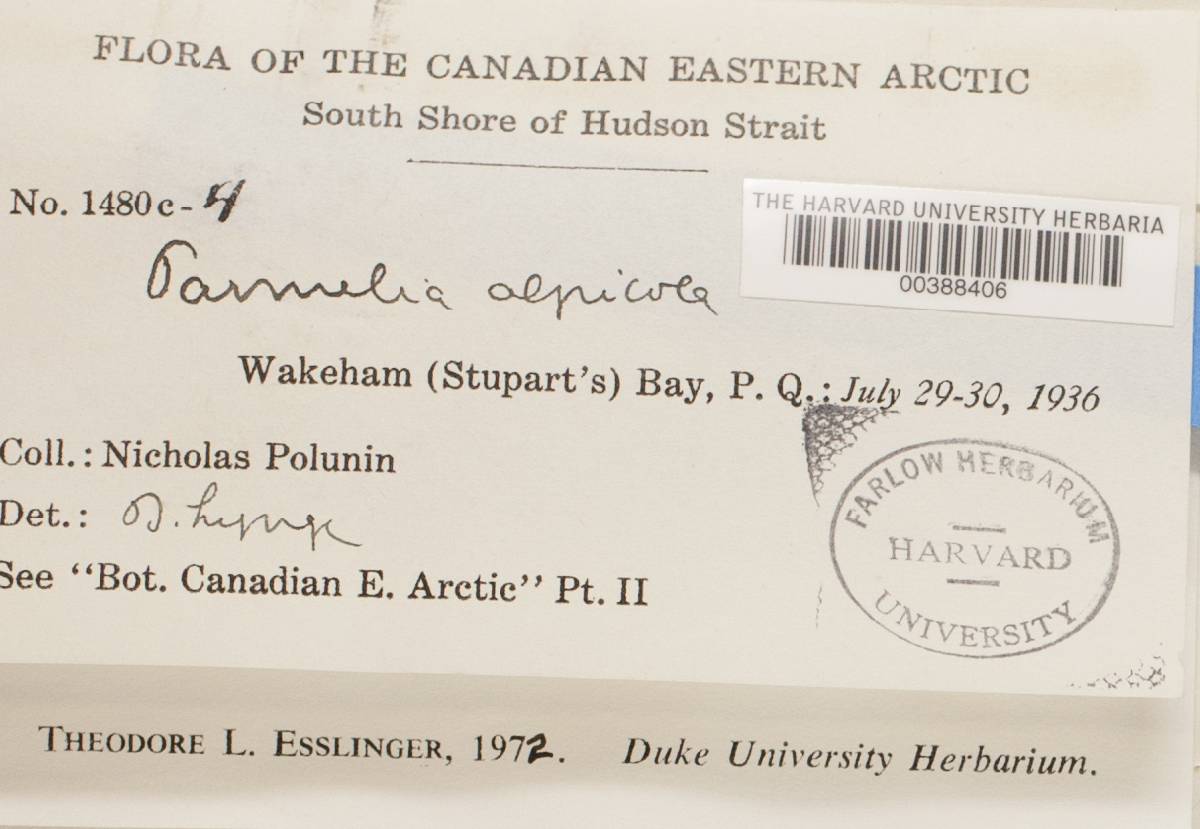 FLORA OF THE CANADIAN EASTERN ARCTIC
South Shore of Hudson Strait
No. 1480c-4
THE HARVARD UNIVERSITY HERBARIA
00388406
Parmelia alpicola
Wakeham (Stupart's) Bay, P. Q.: July 29-30, 1936
Coll.: Nicholas Polunin
Det.: B. Lynge
See "Bot. Canadian E. Arctic" Pt. II
FARLOW HERBARIUM
HARVARD
UNIVERSITY
THEODORE L. ESSLINGER, 1972. Duke University Herbarium.